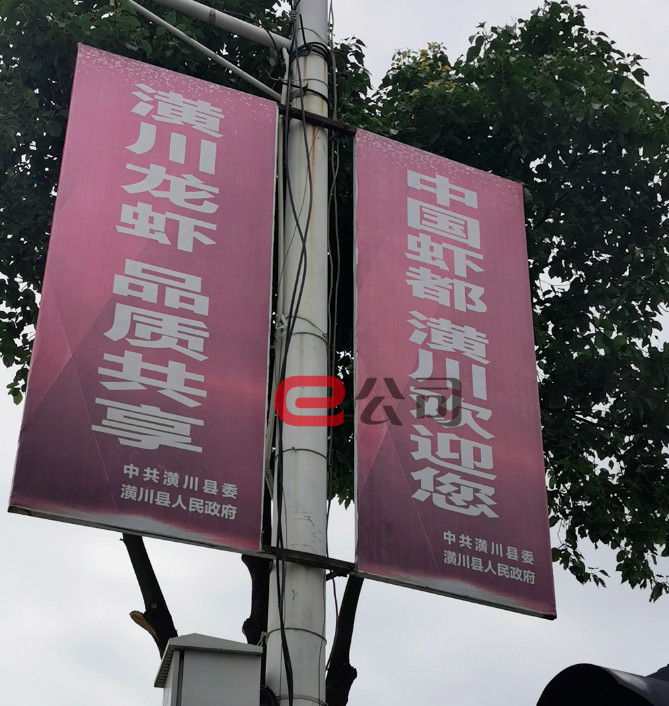 潢川龙虾 品质共享
中共潢川县委
潢川县人民政府
中国虾都 潢川欢迎您
中共潢川县委
潢川县人民政府
e公司